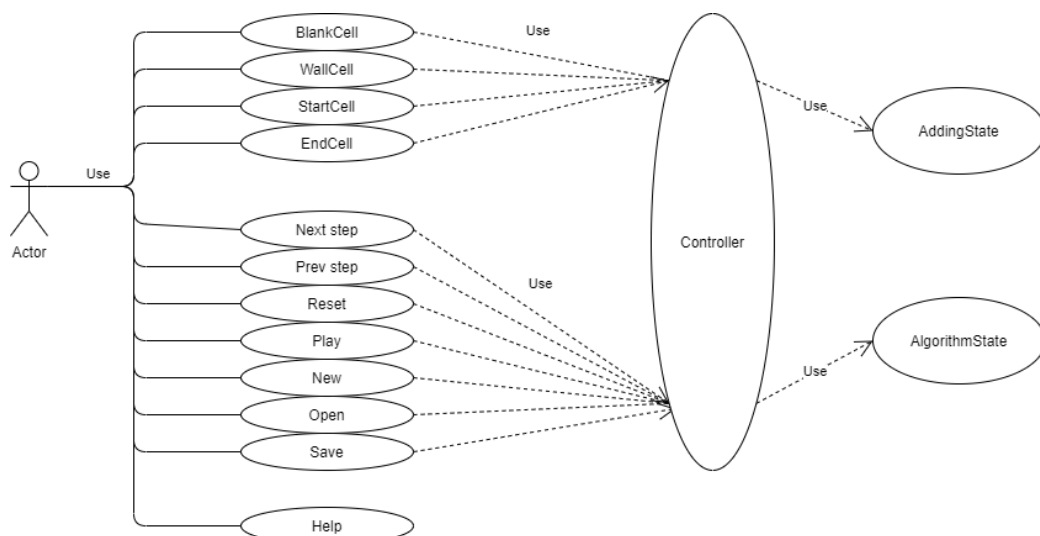 BlankCell
Use
WallCell
StartCell
Use
EndCell
AddingState
Use
Actor
Next step
Controller
Prev step
Use
Reset
Play
AlgorithmState
New
Use
Open
Save
Help